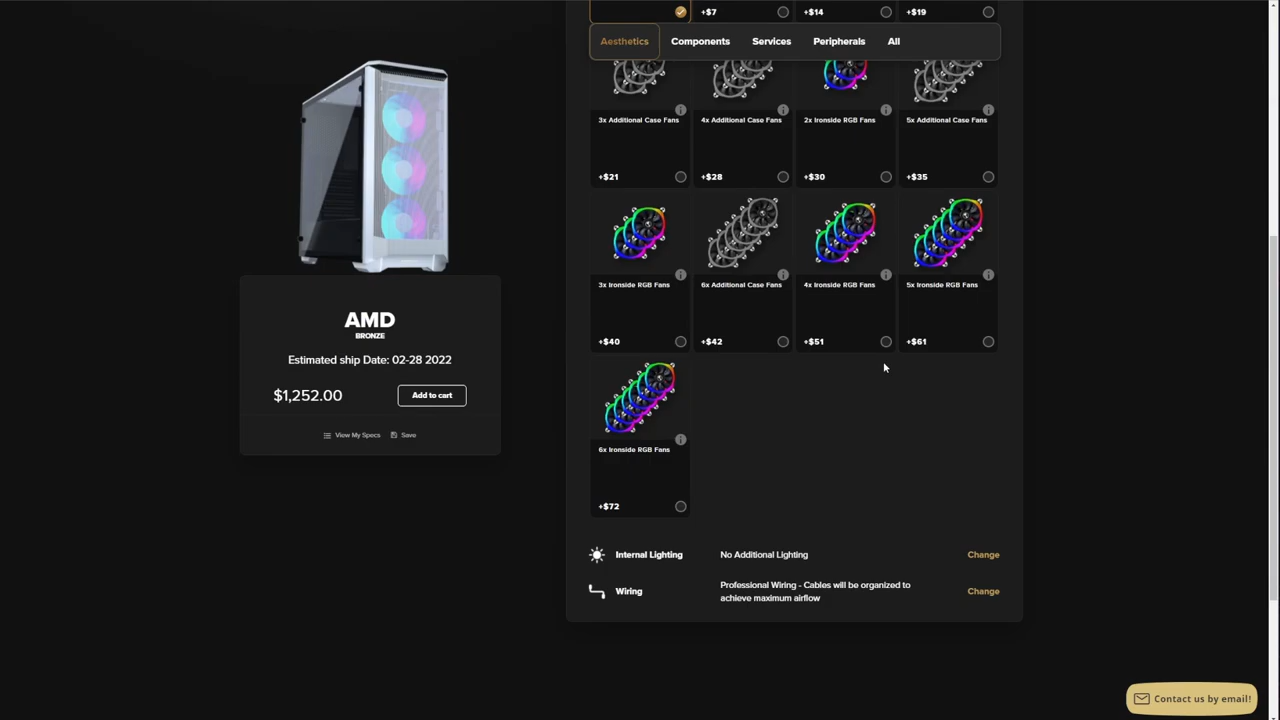 +$7
+$14
+$19
Aesthetics
Components
Services
Peripherals
All
3x Additional Case Fans
4x Additional Case Fans
2x Ironside RGB Fans
5x Additional Case Fans
+$21
+$28
+$30
+$35
3x Ironside RGB Fans
6x Additional Case Fans
4x Ironside RGB Fans
5x Ironside RGB Fans
+$40
+$42
+$51
+$61
6x Ironside RGB Fans
+$72
AMD
BRONZE
Estimated ship Date: 02-28 2022
$1,252.00
Add to cart
View My Specs
Save
Internal Lighting
No Additional Lighting
Change
Wiring
Professional Wiring - Cables will be organized to
achieve maximum airflow
Change
Contact us by email!